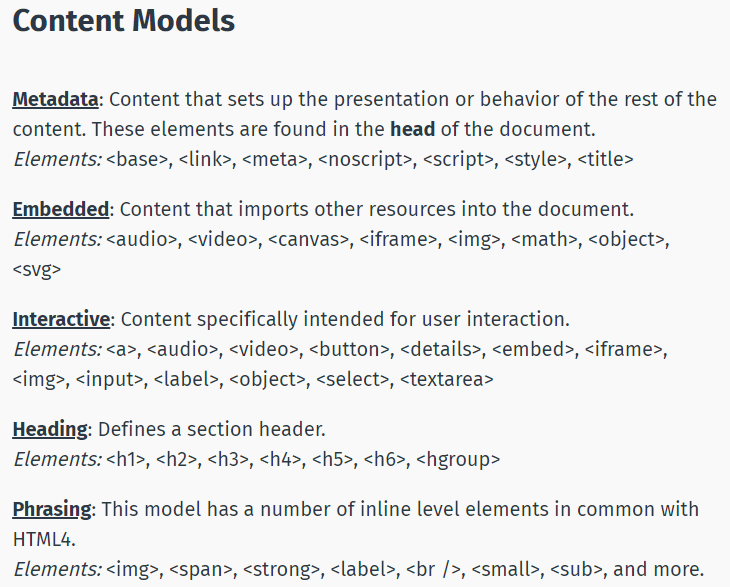 Content Models
Metadata: Content that sets up the presentation or behavior of the rest of the
content. These elements are found in the head of the document.
Elements: <base>, <link>, <meta>, <noscript>, <script>, <style>, <title>
Embedded: Content that imports other resources into the document.
Elements: <audio>, <video>, <canvas>, <iframe>, <img>, <math>, <object>,
<svg>
Interactive: Content specifically intended for user interaction.
Elements: <a>, <audio>, <video>, <button>, <details>, <embed>, <iframe>,
<img>, <input>, <label>, <object>, <select>, <textarea>
Heading: Defines a section header.
Elements: <h1>, <h2>, <h3>, <h4>, <h5>, <h6>, <hgroup>
Phrasing: This model has a number of inline level elements in common with
HTML4.
Elements: <img>, <span>, <strong>, <label>, <br />, <small>, <sub>, and more.